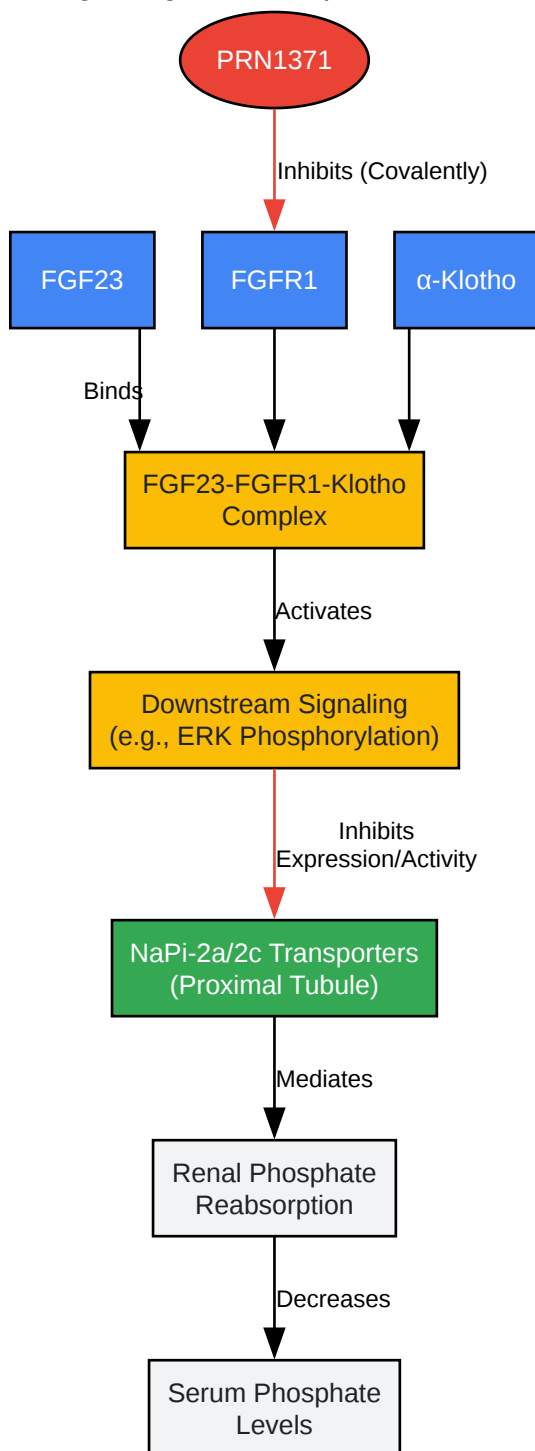 PRN1371
Inhibits (Covalently)
FGF23
FGFR1
α-Klotho
Binds
FGF23-FGFR1-Klotho
Complex
Activates
Downstream Signaling
(e.g., ERK Phosphorylation)
Inhibits
Expression/Activity
NaPi-2a/2c Transporters
(Proximal Tubule)
Mediates
Renal Phosphate
Reabsorption
Decreases
Serum Phosphate
Levels